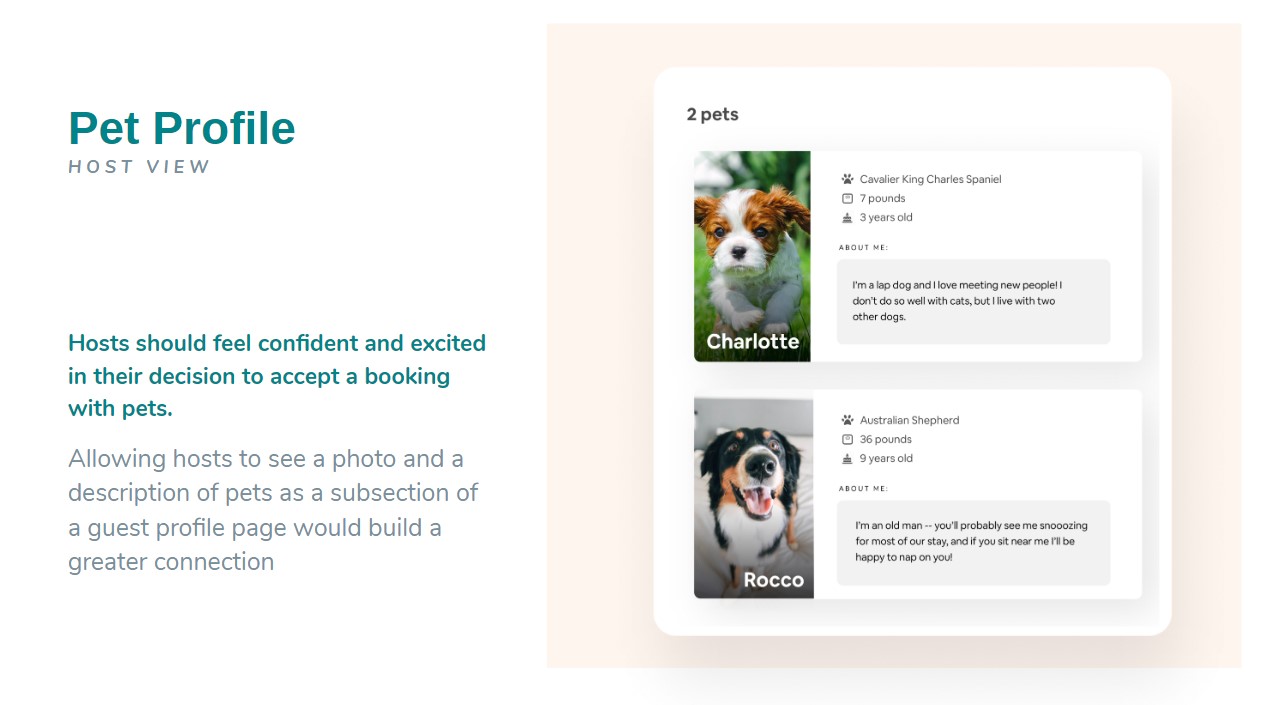 Pet Profile
HOST VIEW
Hosts should feel confident and excited
in their decision to accept a booking
with pets.
Allowing hosts to see a photo and a
description of pets as a subsection of
a guest profile page would build a
greater connection
2 pets
Cavalier King Charles Spaniel
7 pounds
3 years old
ABOUT ME:
I'm a lap dog and I love meeting new people! I
don't do so well with cats, but I live with two
other dogs.
Charlotte
Australian Shepherd
36 pounds
9 years old
ABOUT ME:
I'm an old man -- you'll probably see me snooozing
for most of our stay, and if you sit near me I'll be
happy to nap on you!
Rocco